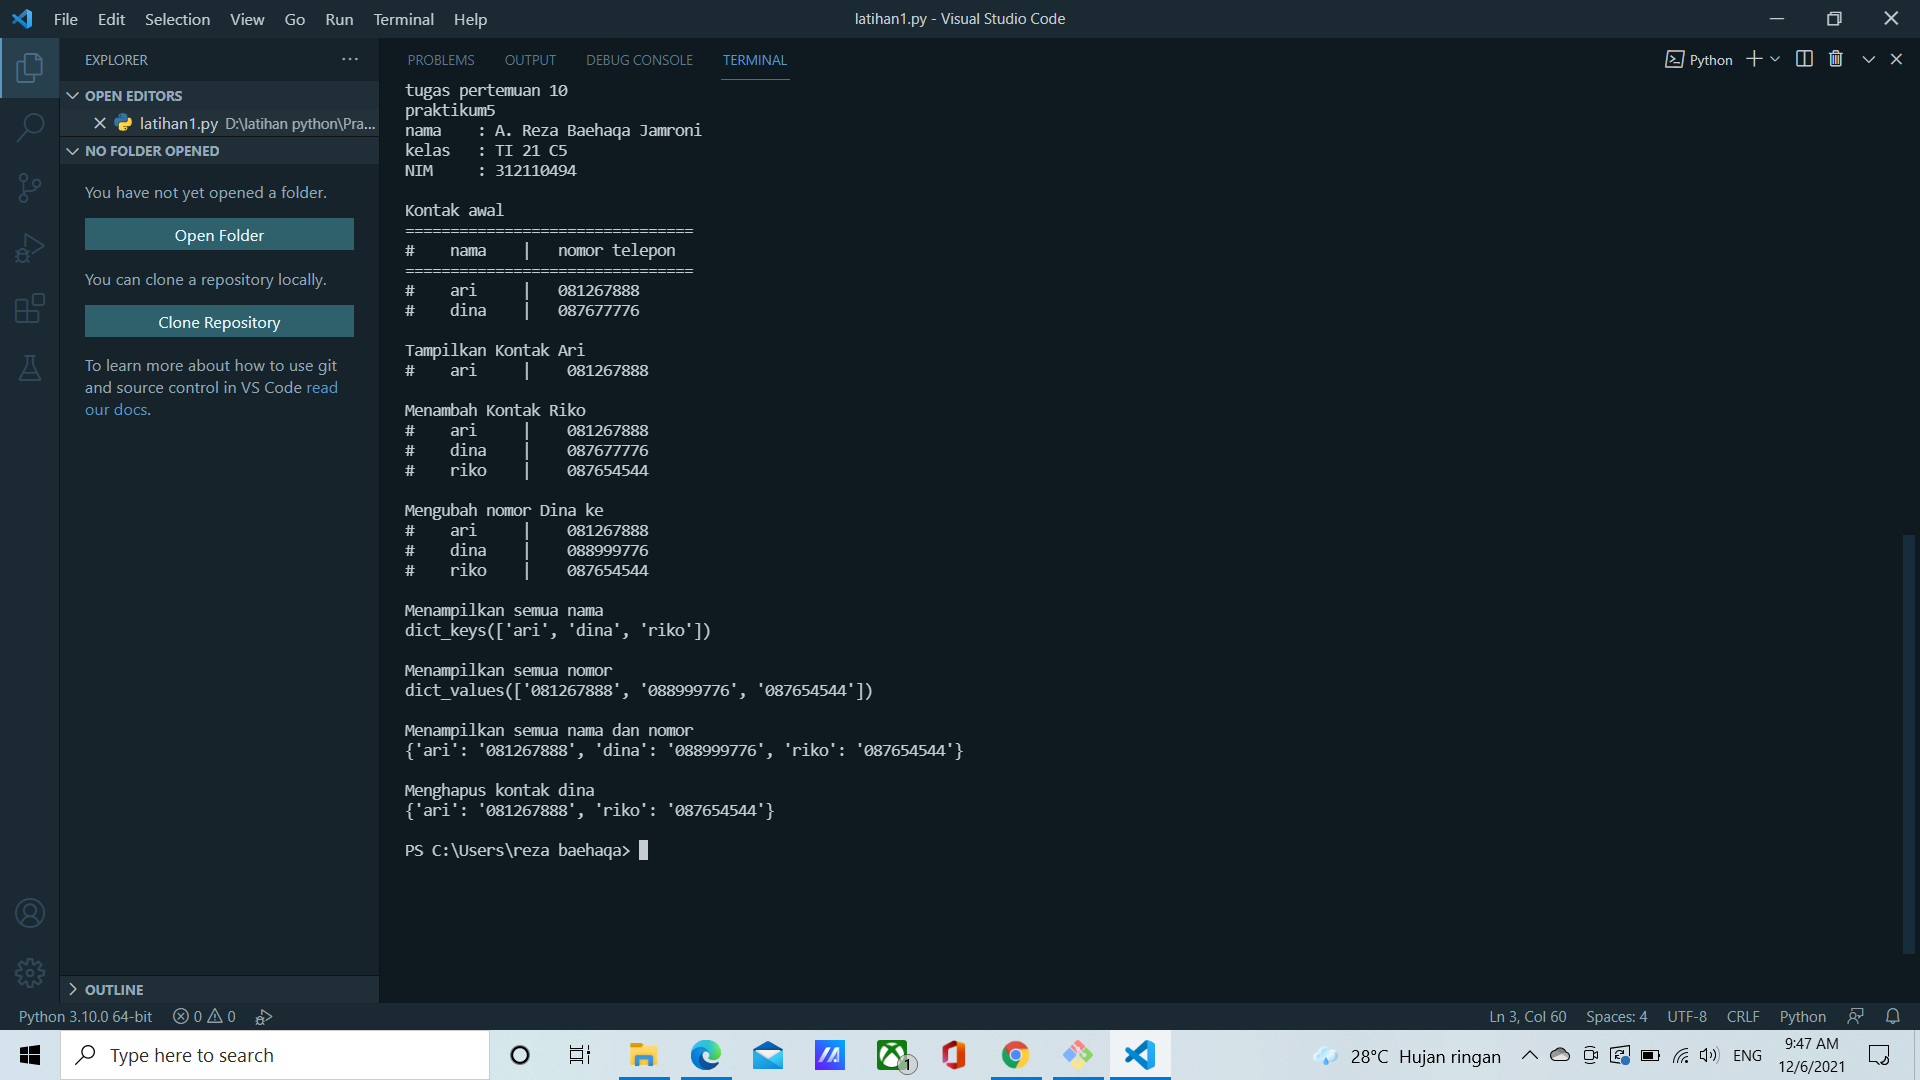 File Edit Selection View Go Run Terminal Help
latihan1.py - Visual Studio Code
EXPLORER
OPEN EDITORS
latihan1.py D:\latihan python\Pra...
NO FOLDER OPENED
You have not yet opened a folder.
Open Folder
You can clone a repository locally.
Clone Repository
To learn more about how to use git
and source control in VS Code read
our docs.
OUTLINE
PROBLEMS OUTPUT DEBUG CONSOLE TERMINAL
Python
tugas pertemuan 10
praktikum5
nama    : A. Reza Baehaqa Jamroni
kelas   : TI 21 C5
NIM     : 312110494
Kontak awal
================================
#    nama    |   nomor telepon
================================
#    ari     |   081267888
#    dina    |   087677776
Tampilkan Kontak Ari
#    ari     |    081267888
Menambah Kontak Riko
#    ari     |    081267888
#    dina    |    087677776
#    riko    |    087654544
Mengubah nomor Dina ke
#    ari     |    081267888
#    dina    |    088999776
#    riko    |    087654544
Menampilkan semua nama
dict_keys(['ari', 'dina', 'riko'])
Menampilkan semua nomor
dict_values(['081267888', '088999776', '087654544'])
Menampilkan semua nama dan nomor
{'ari': '081267888', 'dina': '088999776', 'riko': '087654544'}
Menghapus kontak dina
{'ari': '081267888', 'riko': '087654544'}
PS C:\Users\reza baehaqa>
Python 3.10.0 64-bit 0 0
Ln 3, Col 60 Spaces: 4 UTF-8 CRLF Python
Type here to search
1
28°C Hujan ringan
ENG
9:47 AM
12/6/2021